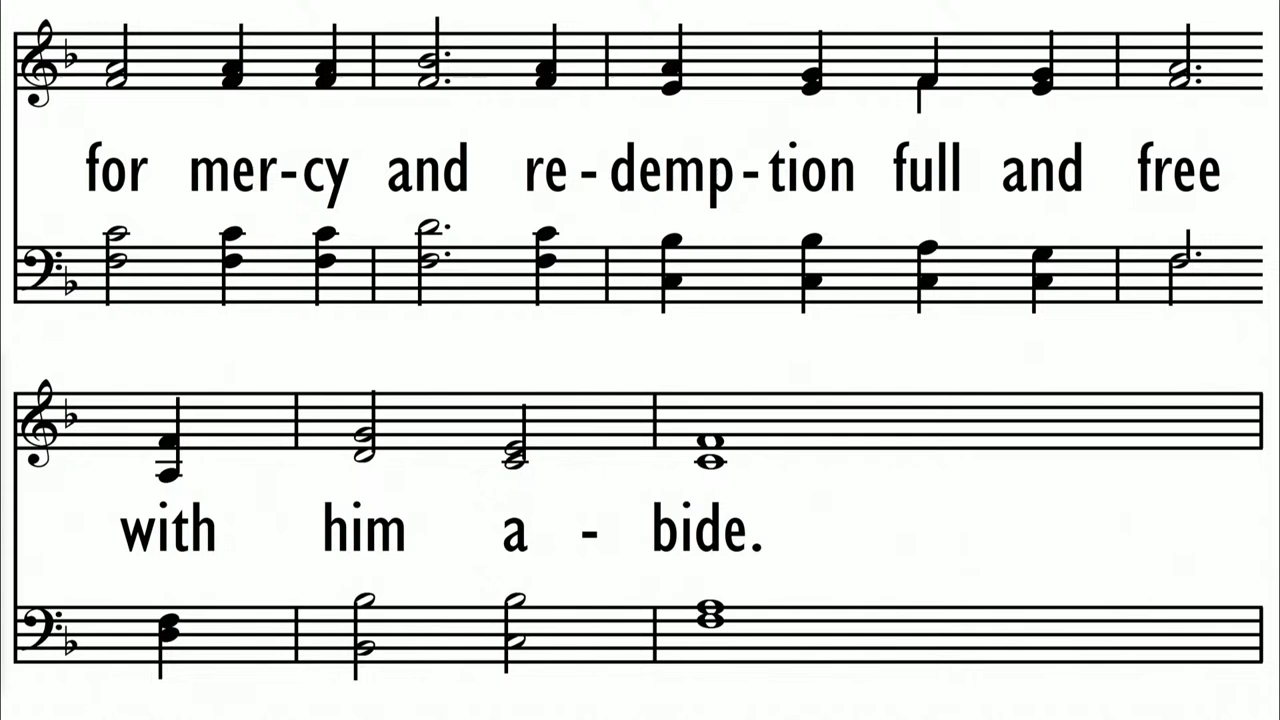 for mer-cy and re-demp-tion full and free
with him a - bide.